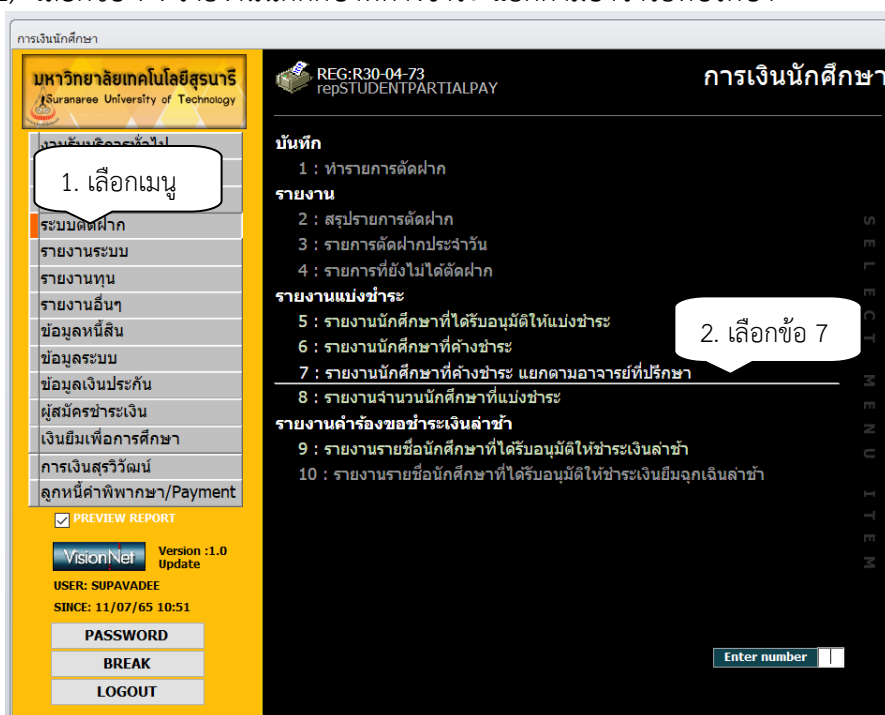 การเงินนักศึกษา
มหาวิทยาลัยเทคโนโลยีสุรนารี
Suranaree University of Technology
REG:R30-04-73
repSTUDENTPARTIALPAY
การเงินนักศึกษา
1. เลือกเมนู
ระบบตัดฝาก
รายงานระบบ
รายงานทุน
รายงานอื่นๆ
ข้อมูลหนี้สิน
ข้อมูลระบบ
ข้อมูลเงินประกัน
ผู้สมัครชำระเงิน
เงินยืมเพื่อการศึกษา
การเงินสุรวิวัฒน์
ลูกหนี้คำพิพากษา/Payment
PREVIEW REPORT
VisionNet
Version :1.0
Update
USER: SUPAVADEE
SINCE: 11/07/65 10:51
PASSWORD
BREAK
LOGOUT
บันทึก
1 : ทำรายการตัดฝาก
รายงาน
2 : สรุปรายการตัดฝาก
3 : รายการตัดฝากประจำวัน
4 : รายการที่ยังไม่ได้ตัดฝาก
รายงานแบ่งชำระ
5 : รายงานนักศึกษาที่ได้รับอนุมัติให้แบ่งชำระ
6 : รายงานนักศึกษาที่ค้างชำระ
7 : รายงานนักศึกษาที่ค้างชำระ แยกตามอาจารย์ที่ปรึกษา
8 : รายงานจำนวนนักศึกษาที่แบ่งชำระ
รายงานคำร้องขอชำระเงินล่าช้า
9 : รายงานรายชื่อนักศึกษาที่ได้รับอนุมัติให้ชำระเงินล่าช้า
10 : รายงานรายชื่อนักศึกษาที่ได้รับอนุมัติให้ชำระเงินยืมฉุกเฉินล่าช้า
2. เลือกข้อ 7
SELECT MENU ITEM
Enter number